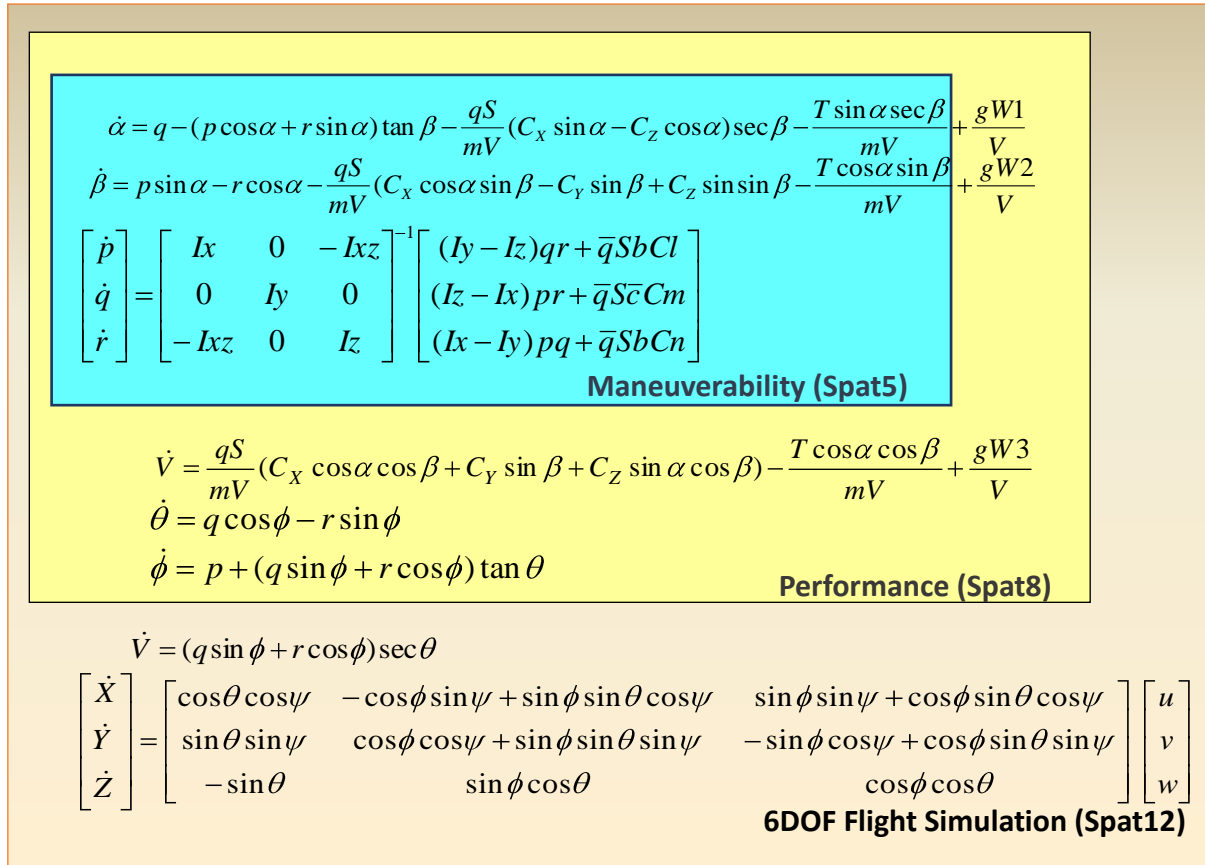 α̇ = q − (p cos α + r sin α) tan β − qS/mV (C_X sin α − C_Z cos α) sec β − T sin α sec β/mV + gW1/V
β̇ = p sin α − r cos α − qS/mV (C_X cos α sin β − C_Y sin β + C_Z sin sin β − T cos α sin β/mV + gW2/V
[ṗ q̇ ṙ] = [Ix 0 −Ixz; 0 Iy 0; −Ixz 0 Iz]⁻¹ [(Iy − Iz)qr + q̅SbCl; (Iz − Ix)pr + q̅Sc̅Cm; (Ix − Iy)pq + q̅SbCn]
Maneuverability (Spat5)
V̇ = qS/mV (C_X cos α cos β + C_Y sin β + C_Z sin α cos β) − T cos α cos β/mV + gW3/V
θ̇ = q cos ϕ − r sin ϕ
ϕ̇ = p + (q sin ϕ + r cos ϕ) tan θ
Performance (Spat8)
V̇ = (q sin ϕ + r cos ϕ) sec θ
[Ẋ Ẏ Ż] = [cos θ cos ψ −cos ϕ sin ψ + sin ϕ sin θ cos ψ sin ϕ sin ψ + cos ϕ sin θ cos ψ; sin θ sin ψ cos ϕ cos ψ + sin ϕ sin θ sin ψ −sin ϕ cos ψ + cos ϕ sin θ sin ψ; −sin θ sin ϕ cos θ cos ϕ cos θ] [u v w]
6DOF Flight Simulation (Spat12)